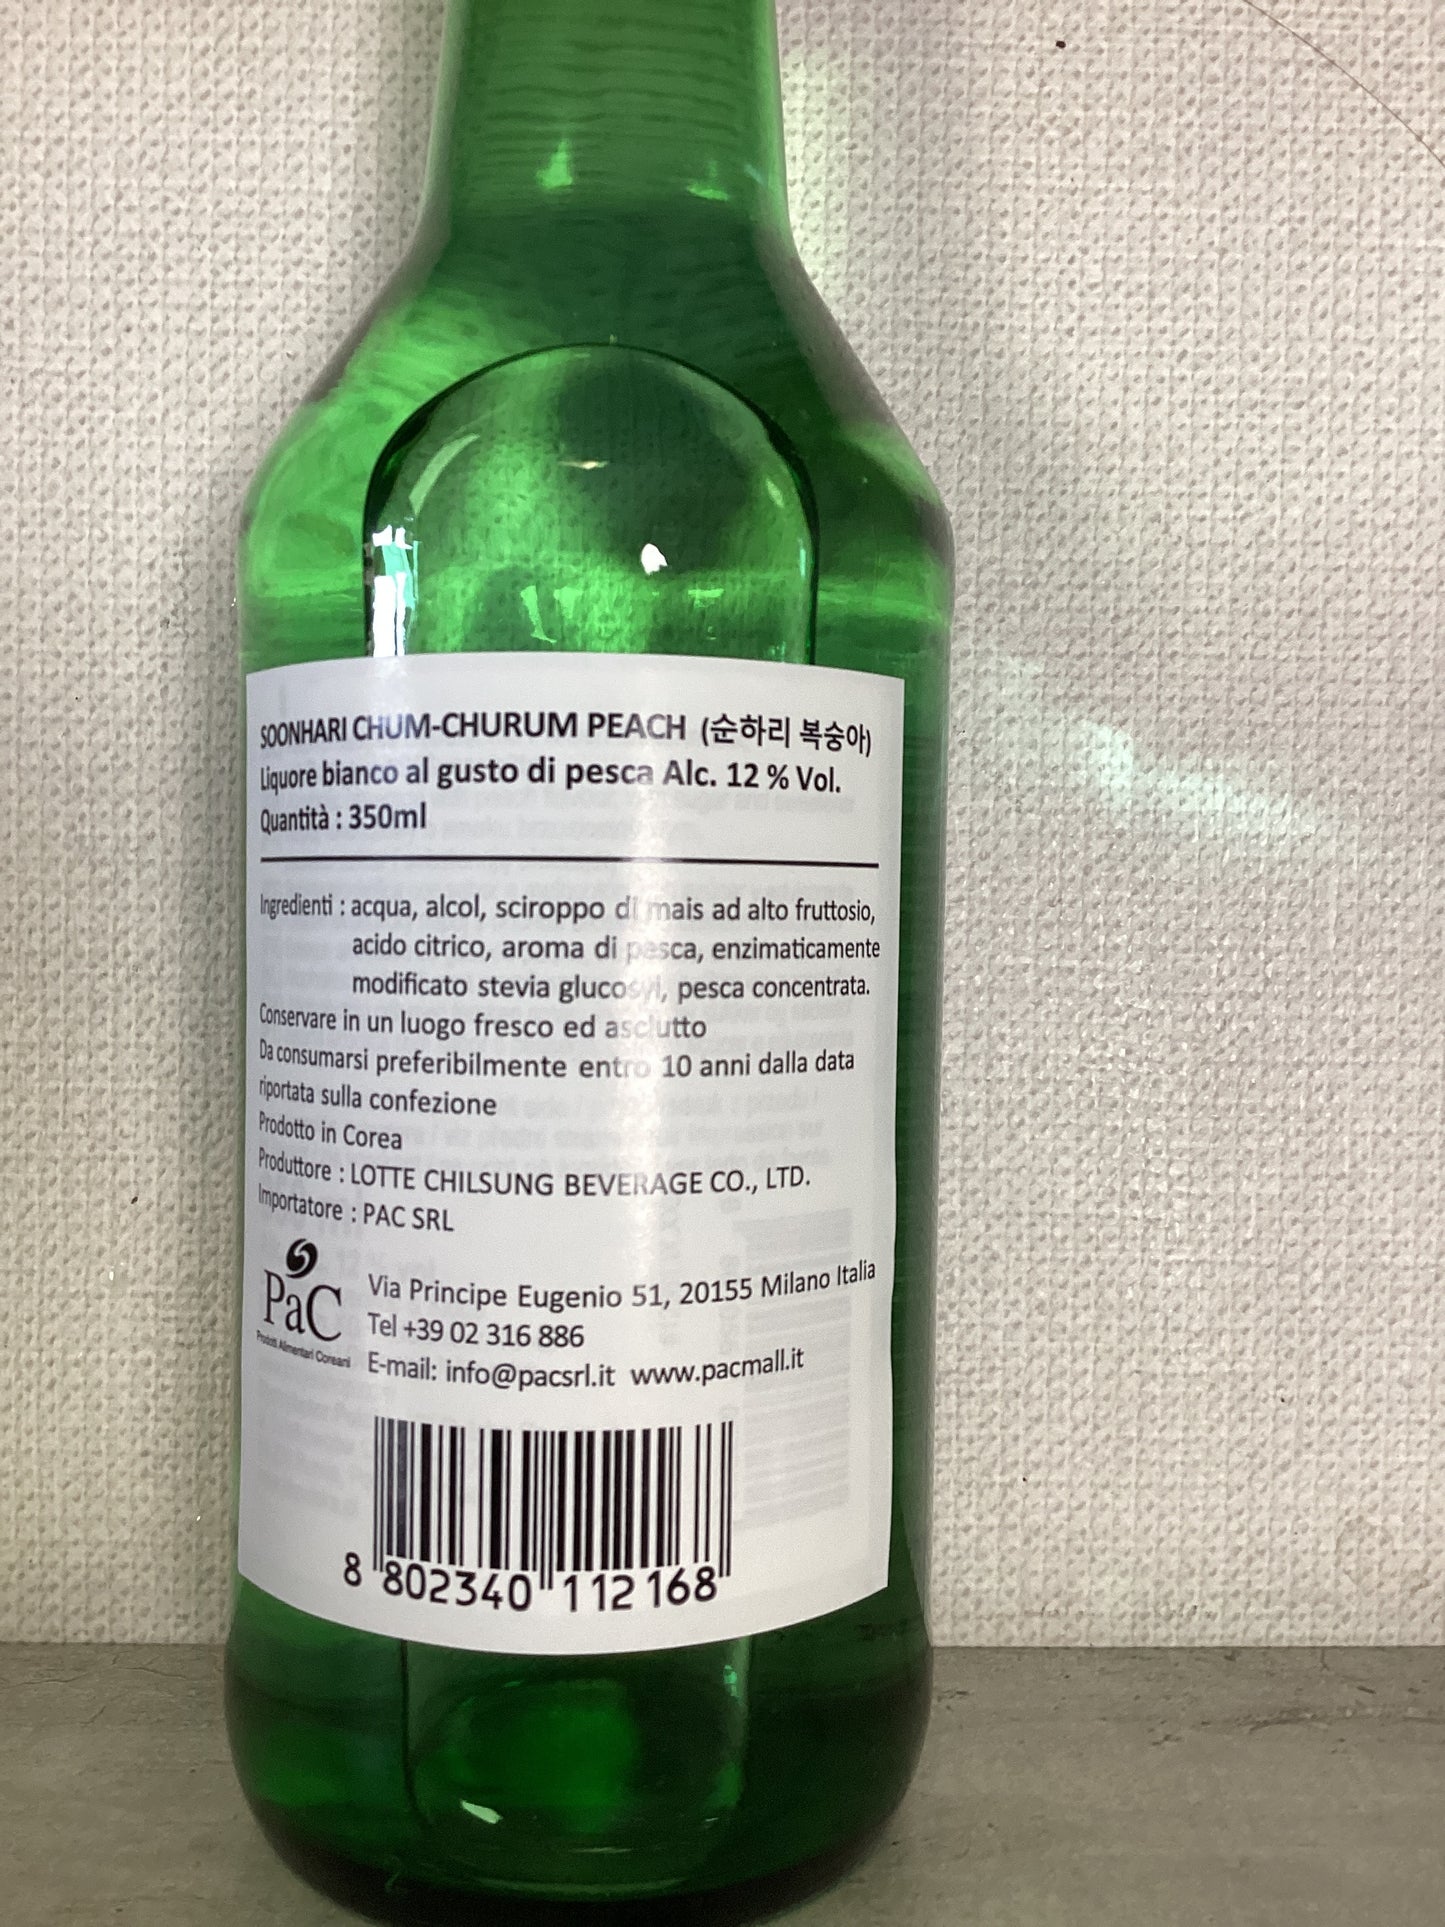 SOONHARI CHUM-CHURUM PEACH (순하리 복숭아)
Liquore bianco al gusto di pesca Alc. 12 % Vol.
Quantità : 350ml
Ingredienti : acqua, alcol, sciroppo di mais ad alto fruttosio,
acido citrico, aroma di pesca, enzimaticamente
modificato stevia glucosyl, pesca concentrata.
Conservare in un luogo fresco ed asciutto
Da consumarsi preferibilmente entro 10 anni dalla data
riportata sulla confezione
Prodotto in Corea
Produttore : LOTTE CHILSUNG BEVERAGE CO., LTD.
Importatore : PAC SRL
PaC
Prodotti Alimentari Coreani
Via Principe Eugenio 51, 20155 Milano Italia
Tel +39 02 316 886
E-mail: info@pacsrl.it www.pacmall.it
8 802340 112168